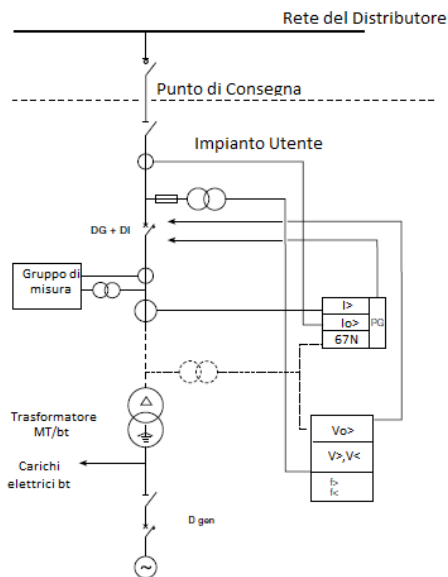 Rete del Distributore
Punto di Consegna
Impianto Utente
DG + DI
Gruppo di
misura
I>
Io>
67N
PG
Trasformatore
MT/bt
Vo>
V>,V<
f>
f<
Carichi
elettrici bt
D gen